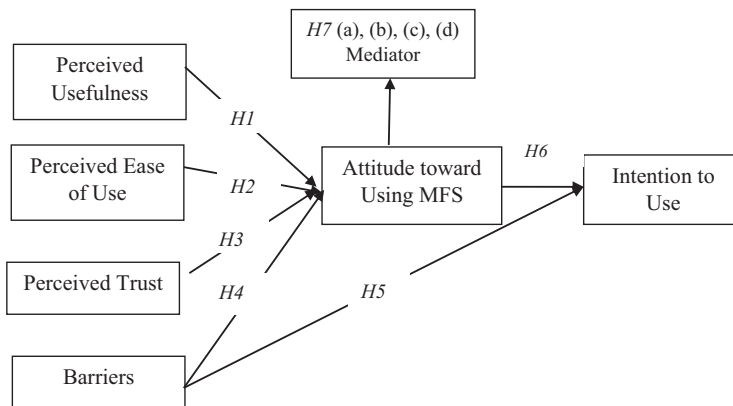 H7 (a), (b), (c), (d)
Mediator
Perceived
Usefulness
H1
Perceived Ease
of Use
H2
Attitude toward
Using MFS
H6
Intention to
Use
H3
Perceived Trust
H4
H5
Barriers